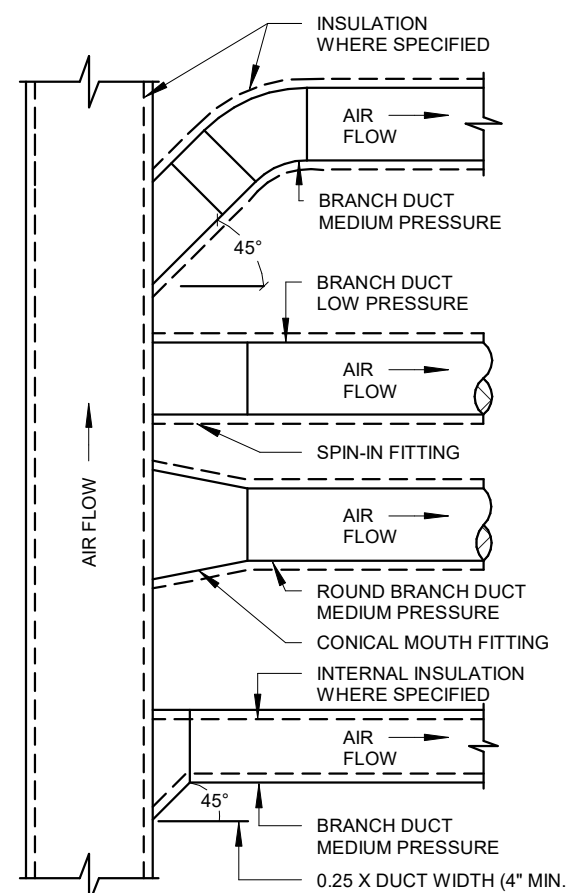 INSULATION
WHERE SPECIFIED
AIR
FLOW
BRANCH DUCT
MEDIUM PRESSURE
45°
BRANCH DUCT
LOW PRESSURE
AIR
FLOW
SPIN-IN FITTING
AIR FLOW
AIR
FLOW
ROUND BRANCH DUCT
MEDIUM PRESSURE
CONICAL MOUTH FITTING
INTERNAL INSULATION
WHERE SPECIFIED
AIR
FLOW
45°
BRANCH DUCT
MEDIUM PRESSURE
0.25 X DUCT WIDTH (4" MIN.